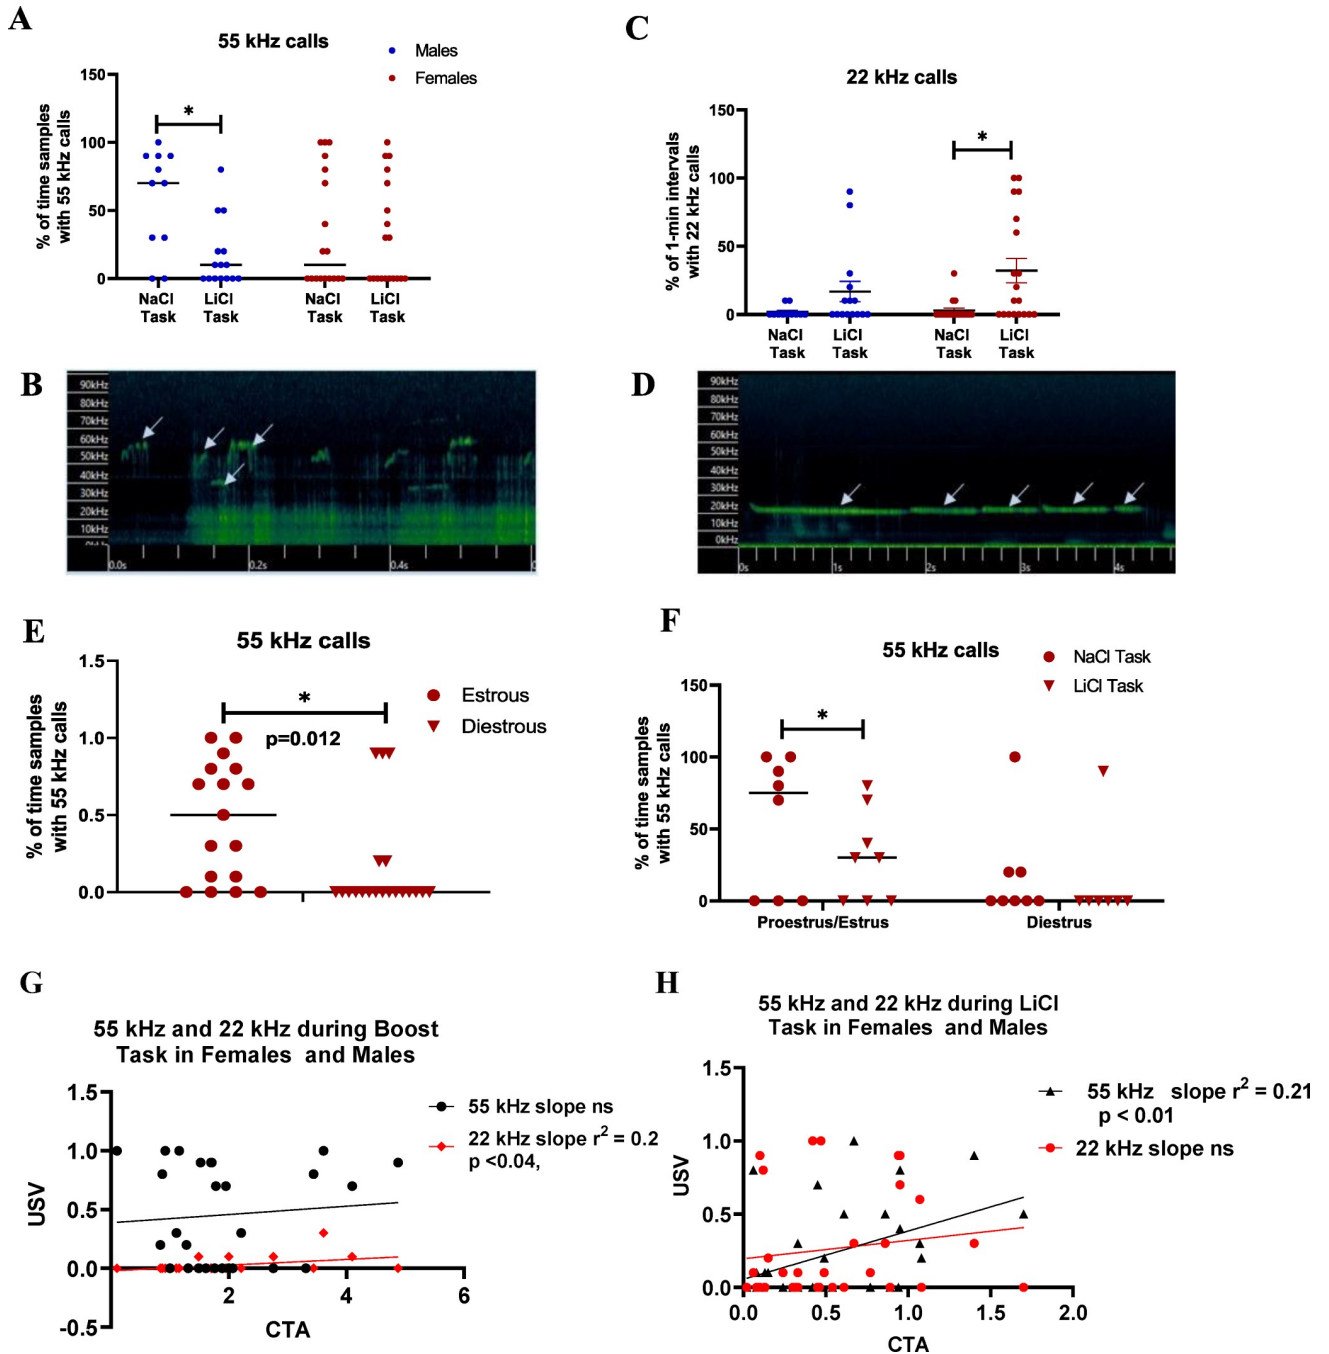 A
55 kHz calls
Males
Females
% of time samples
with 55 kHz calls
150
100
50
0
*
NaCl
Task
LiCl
Task
NaCl
Task
LiCl
Task
C
22 kHz calls
% of 1-min intervals
with 22 kHz calls
150
100
50
0
*
NaCl
Task
LiCl
Task
NaCl
Task
LiCl
Task
B
90kHz
80kHz
70kHz
60kHz
50kHz
40kHz
30kHz
20kHz
10kHz
0kHz
0.0s
0.2s
0.4s
D
90kHz
80kHz
70kHz
60kHz
50kHz
40kHz
30kHz
20kHz
10kHz
0kHz
0s
1s
2s
3s
4s
E
55 kHz calls
% of time samples
with 55 kHz calls
1.5
1.0
0.5
0.0
*
p=0.012
Estrous
Diestrous
F
55 kHz calls
NaCl Task
LiCl Task
% of time samples
with 55 kHz calls
150
100
50
0
*
Proestrus/Estrus
Diestrus
G
55 kHz and 22 kHz during Boost
Task in Females and Males
USV
1.5
1.0
0.5
0.0
-0.5
2
4
6
CTA
55 kHz slope ns
22 kHz slope r² = 0.2
p <0.04,
H
55 kHz and 22 kHz during LiCl
Task in Females and Males
USV
1.5
1.0
0.5
0.0
0.0
0.5
1.0
1.5
2.0
CTA
55 kHz slope r² = 0.21
p < 0.01
22 kHz slope ns